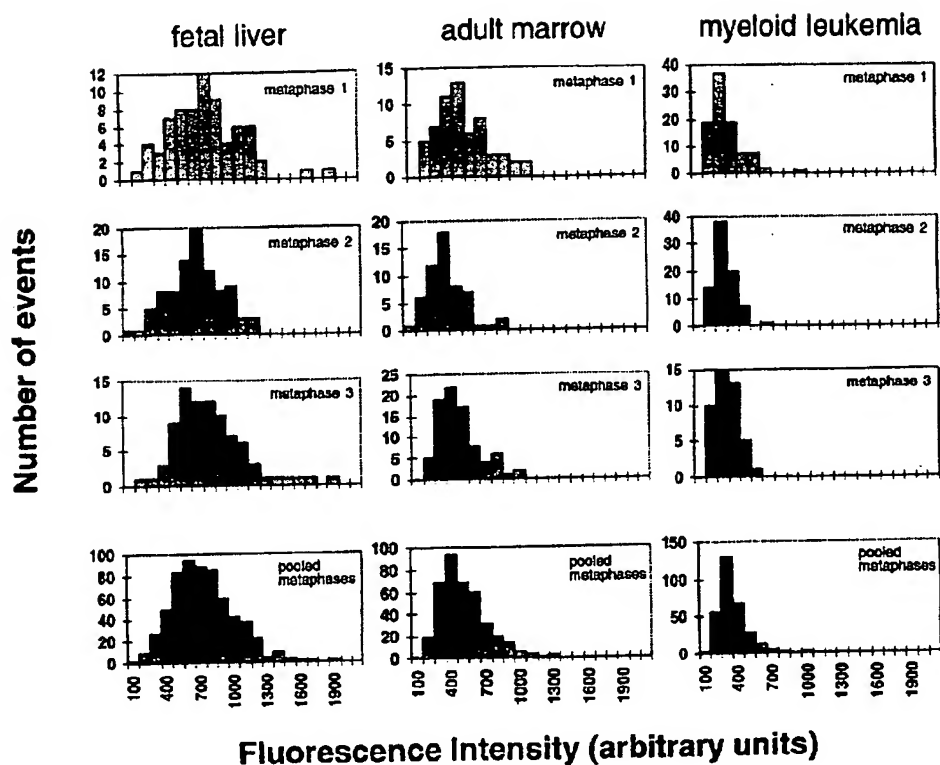 fetal liver
adult marrow
myeloid leukemia
12
10
8
6
4
2
0
metaphase 1
15
10
5
0
metaphase 1
40
30
20
10
0
metaphase 1
20
15
10
5
0
metaphase 2
20
15
10
5
0
metaphase 2
40
30
20
10
0
metaphase 2
15
10
5
0
metaphase 3
25
20
15
10
5
0
metaphase 3
15
10
5
0
metaphase 3
100
80
60
40
20
0
pooled
metaphases
100
80
60
40
20
0
pooled
metaphases
150
100
50
0
pooled
metaphases
100 400 700 1000 1300 1600 1900
100 400 700 1000 1300 1600 1900
100 400 700 1000 1300 1600 1900
Number of events
Fluorescence Intensity (arbitrary units)